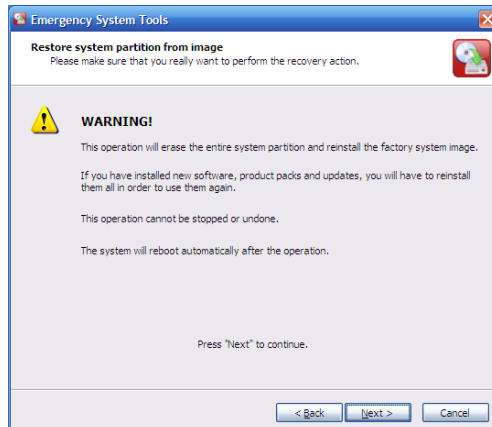 Emergency System Tools
Restore system partition from image
Please make sure that you really want to perform the recovery action.
WARNING!
This operation will erase the entire system partition and reinstall the factory system image.
If you have installed new software, product packs and updates, you will have to reinstall
them all in order to use them again.
This operation cannot be stopped or undone.
The system will reboot automatically after the operation.
Press "Next" to continue.
< Back
Next >
Cancel